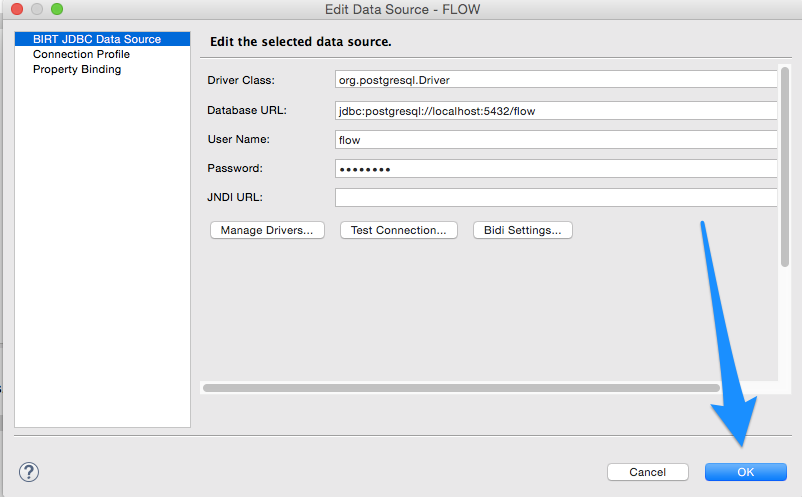 Edit Data Source - FLOW
BIRT JDBC Data Source
Connection Profile
Property Binding
Edit the selected data source.
Driver Class: org.postgresql.Driver
Database URL: jdbc:postgresql://localhost:5432/flow
User Name: flow
Password: ••••••••
JNDI URL:
Manage Drivers... Test Connection... Bidi Settings...
? Cancel OK